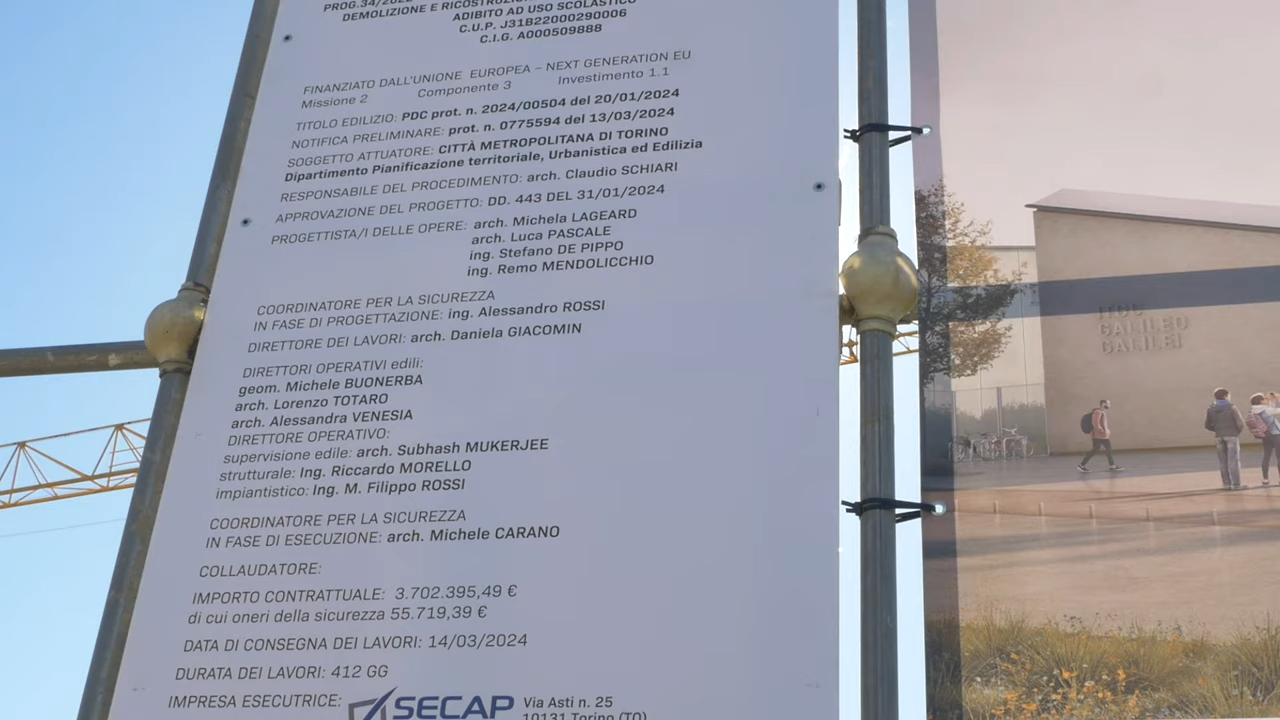 PROG.34/2022
DEMOLIZIONE E RICOSTRUZIONE
ADIBITO AD USO SCOLASTICO
C.U.P. J31B22000290006
C.I.G. A000509888
FINANZIATO DALL'UNIONE EUROPEA – NEXT GENERATION EU
Missione 2 Componente 3 Investimento 1.1
TITOLO EDILIZIO: PDC prot. n. 2024/00504 del 20/01/2024
NOTIFICA PRELIMINARE: prot. n. 0775594 del 13/03/2024
SOGGETTO ATTUATORE: CITTÀ METROPOLITANA DI TORINO
Dipartimento Pianificazione territoriale, Urbanistica ed Edilizia
RESPONSABILE DEL PROCEDIMENTO: arch. Claudio SCHIARI
APPROVAZIONE DEL PROGETTO: DD. 443 DEL 31/01/2024
PROGETTISTA/I DELLE OPERE: arch. Michela LAGEARD
arch. Luca PASCALE
ing. Stefano DE PIPPO
ing. Remo MENDOLICCHIO
COORDINATORE PER LA SICUREZZA
IN FASE DI PROGETTAZIONE: ing. Alessandro ROSSI
DIRETTORE DEI LAVORI: arch. Daniela GIACOMIN
DIRETTORI OPERATIVI edili:
geom. Michele BUONERBA
arch. Lorenzo TOTARO
arch. Alessandra VENESIA
DIRETTORE OPERATIVO:
supervisione edile: arch. Subhash MUKERJEE
strutturale: Ing. Riccardo MORELLO
impiantistico: Ing. M. Filippo ROSSI
COORDINATORE PER LA SICUREZZA
IN FASE DI ESECUZIONE: arch. Michele CARANO
COLLAUDATORE:
IMPORTO CONTRATTUALE: 3.702.395,49 €
di cui oneri della sicurezza 55.719,39 €
DATA DI CONSEGNA DEI LAVORI: 14/03/2024
DURATA DEI LAVORI: 412 GG
IMPRESA ESECUTRICE: SECAP Via Asti n. 25
10131 Torino (TO)
GALILEO
GALILEI